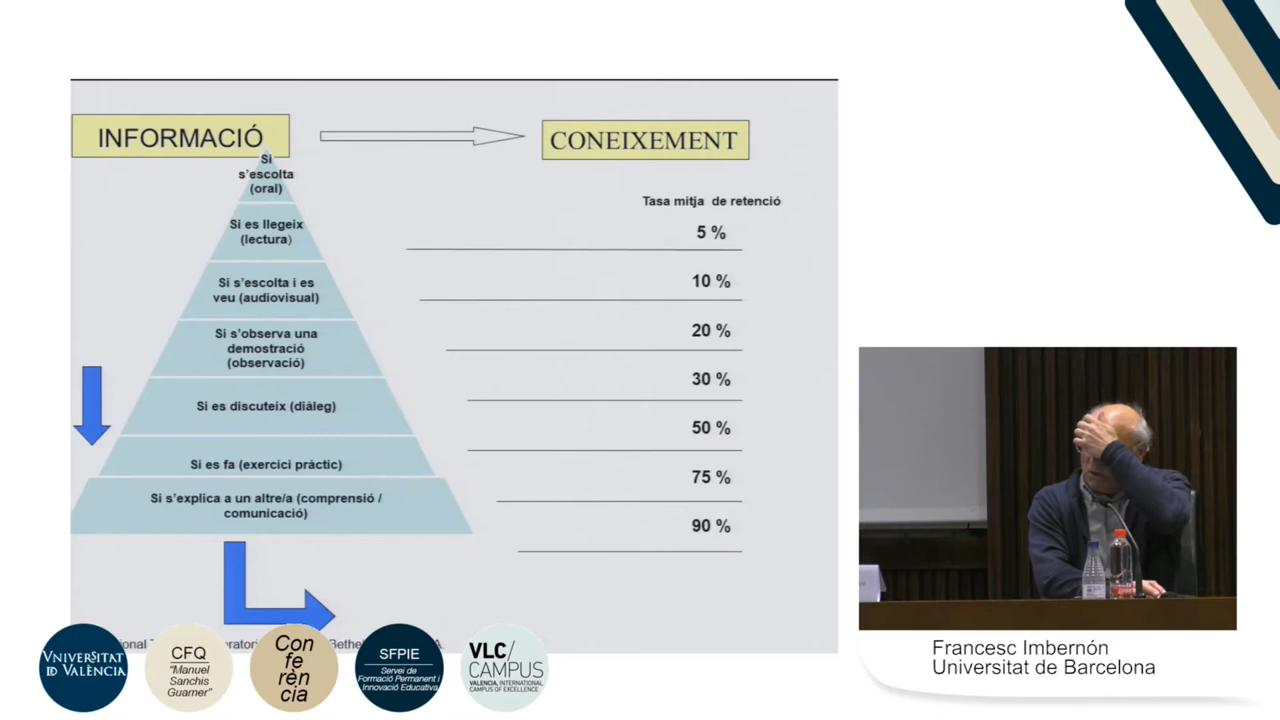 INFORMACIÓ
CONEIXEMENT
Si
s'escolta
(oral)
Tasa mitja de retenció
5 %
Si es llegeix
(lectura)
10 %
Si s'escolta i es
veu (audiovisual)
20 %
Si s'observa una
demostració
(observació)
30 %
Si es discuteix (diàleg)
50 %
Si es fa (exercici pràctic)
75 %
Si s'explica a un altre/a (comprensió /
comunicació)
90 %
VNIVERSITAT
ID VALÈNCIA
CFQ
"Manuel
Sanchis
Guarner"
Con
fe
rèn
cia
SFPIE
Servei de
Formació Permanent i
Innovació Educativa
VLC/
CAMPUS
VALENCIA, INTERNATIONAL
CAMPUS OF EXCELLENCE
Francesc Imbernón
Universitat de Barcelona